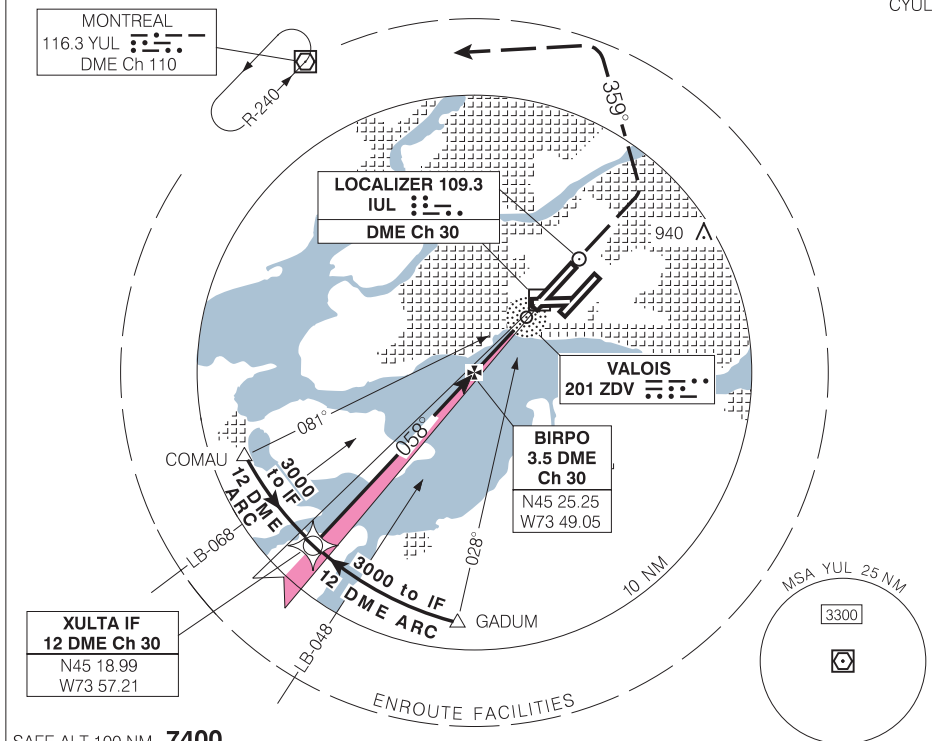 CYUL
MONTREAL
116.3 YUL
DME Ch 110
R-240
359°
LOCALIZER 109.3
IUL
DME Ch 30
940
VALOIS
201 ZDV
081°
058°
BIRPO
3.5 DME
Ch 30
N45 25.25
W73 49.05
COMAU
3000
to IF
12 DME
ARC
LB-068
028°
3000 to IF
12 DME ARC
GADUM
10 NM
LB-048
XULTA IF
12 DME Ch 30
N45 18.99
W73 57.21
MSA YUL 25 NM
3300
ENROUTE FACILITIES
SAFE ALT 100 NM 7400